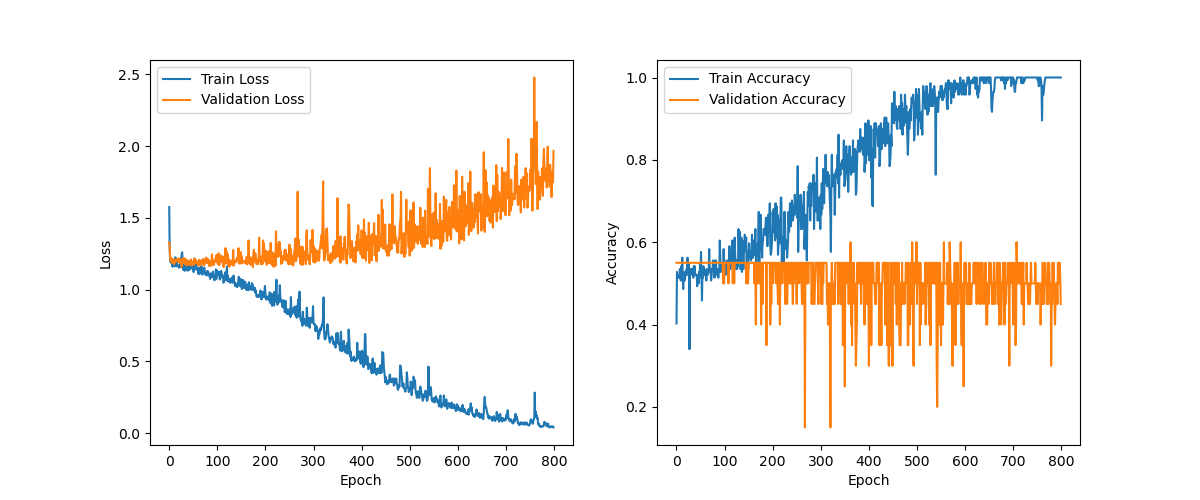 Train Loss
Validation Loss
2.5
2.0
1.5
1.0
0.5
0.0
Loss
0 100 200 300 400 500 600 700 800
Epoch
Train Accuracy
Validation Accuracy
1.0
0.8
0.6
0.4
0.2
Accuracy
0 100 200 300 400 500 600 700 800
Epoch